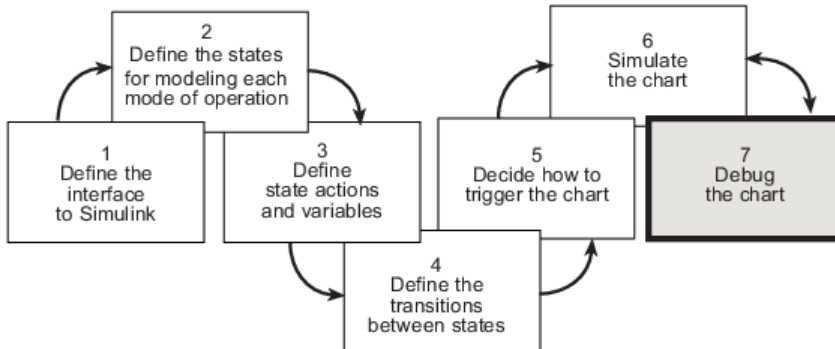 1
Define the
interface
to Simulink
2
Define the states
for modeling each
mode of operation
3
Define
state actions
and variables
4
Define the
transitions
between states
5
Decide how to
trigger the chart
6
Simulate
the chart
7
Debug
the chart